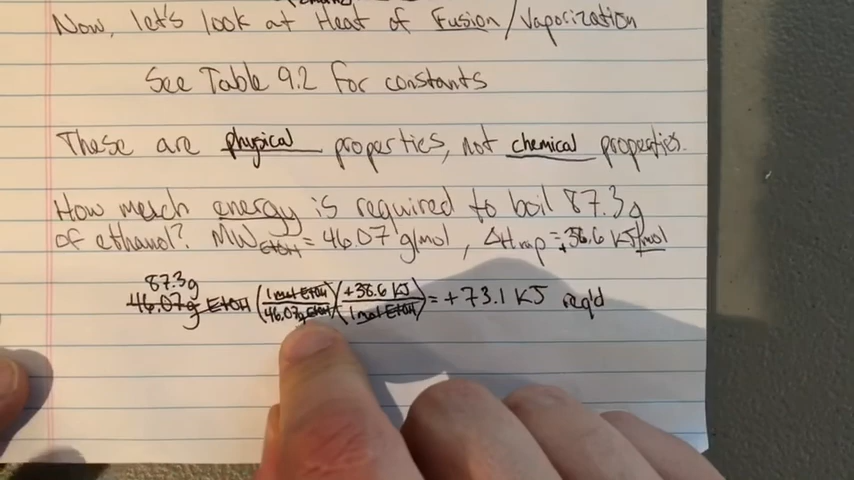 Now, let's look at Heat of Fusion/Vaporization
See Table 9.2 for constants
These are physical properties, not chemical properties.
How much energy is required to boil 87.3g
of ethanol? MW EtOH = 46.07 g/mol, ΔHvap = +38.6 KJ/mol
87.3g
46.07g EtOH (1 mol EtOH / 46.07g EtOH)(+38.6 KJ / 1 mol EtOH) = +73.1 KJ req'd